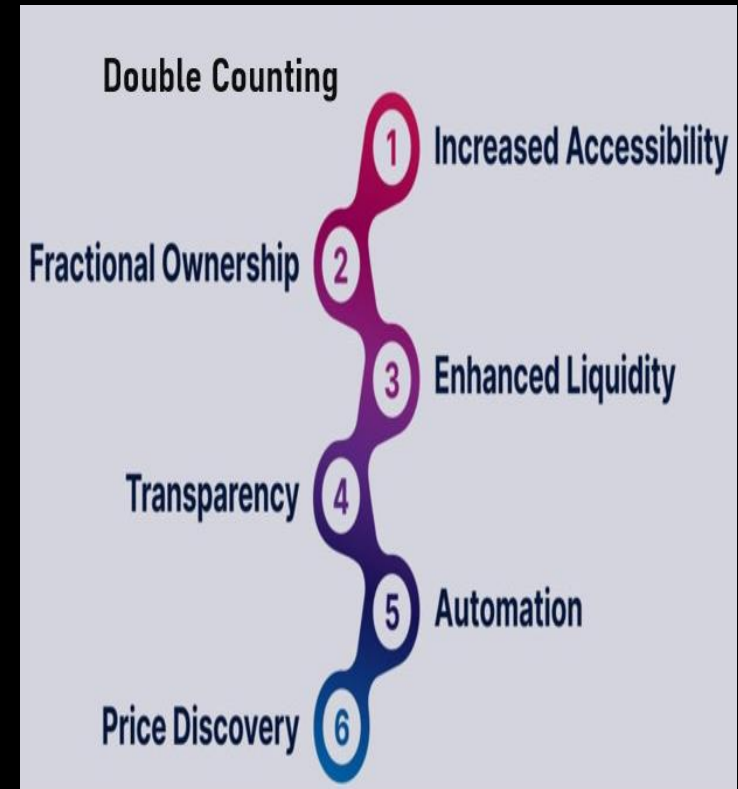 Double Counting
1 Increased Accessibility
Fractional Ownership 2
3 Enhanced Liquidity
Transparency 4
5 Automation
Price Discovery 6